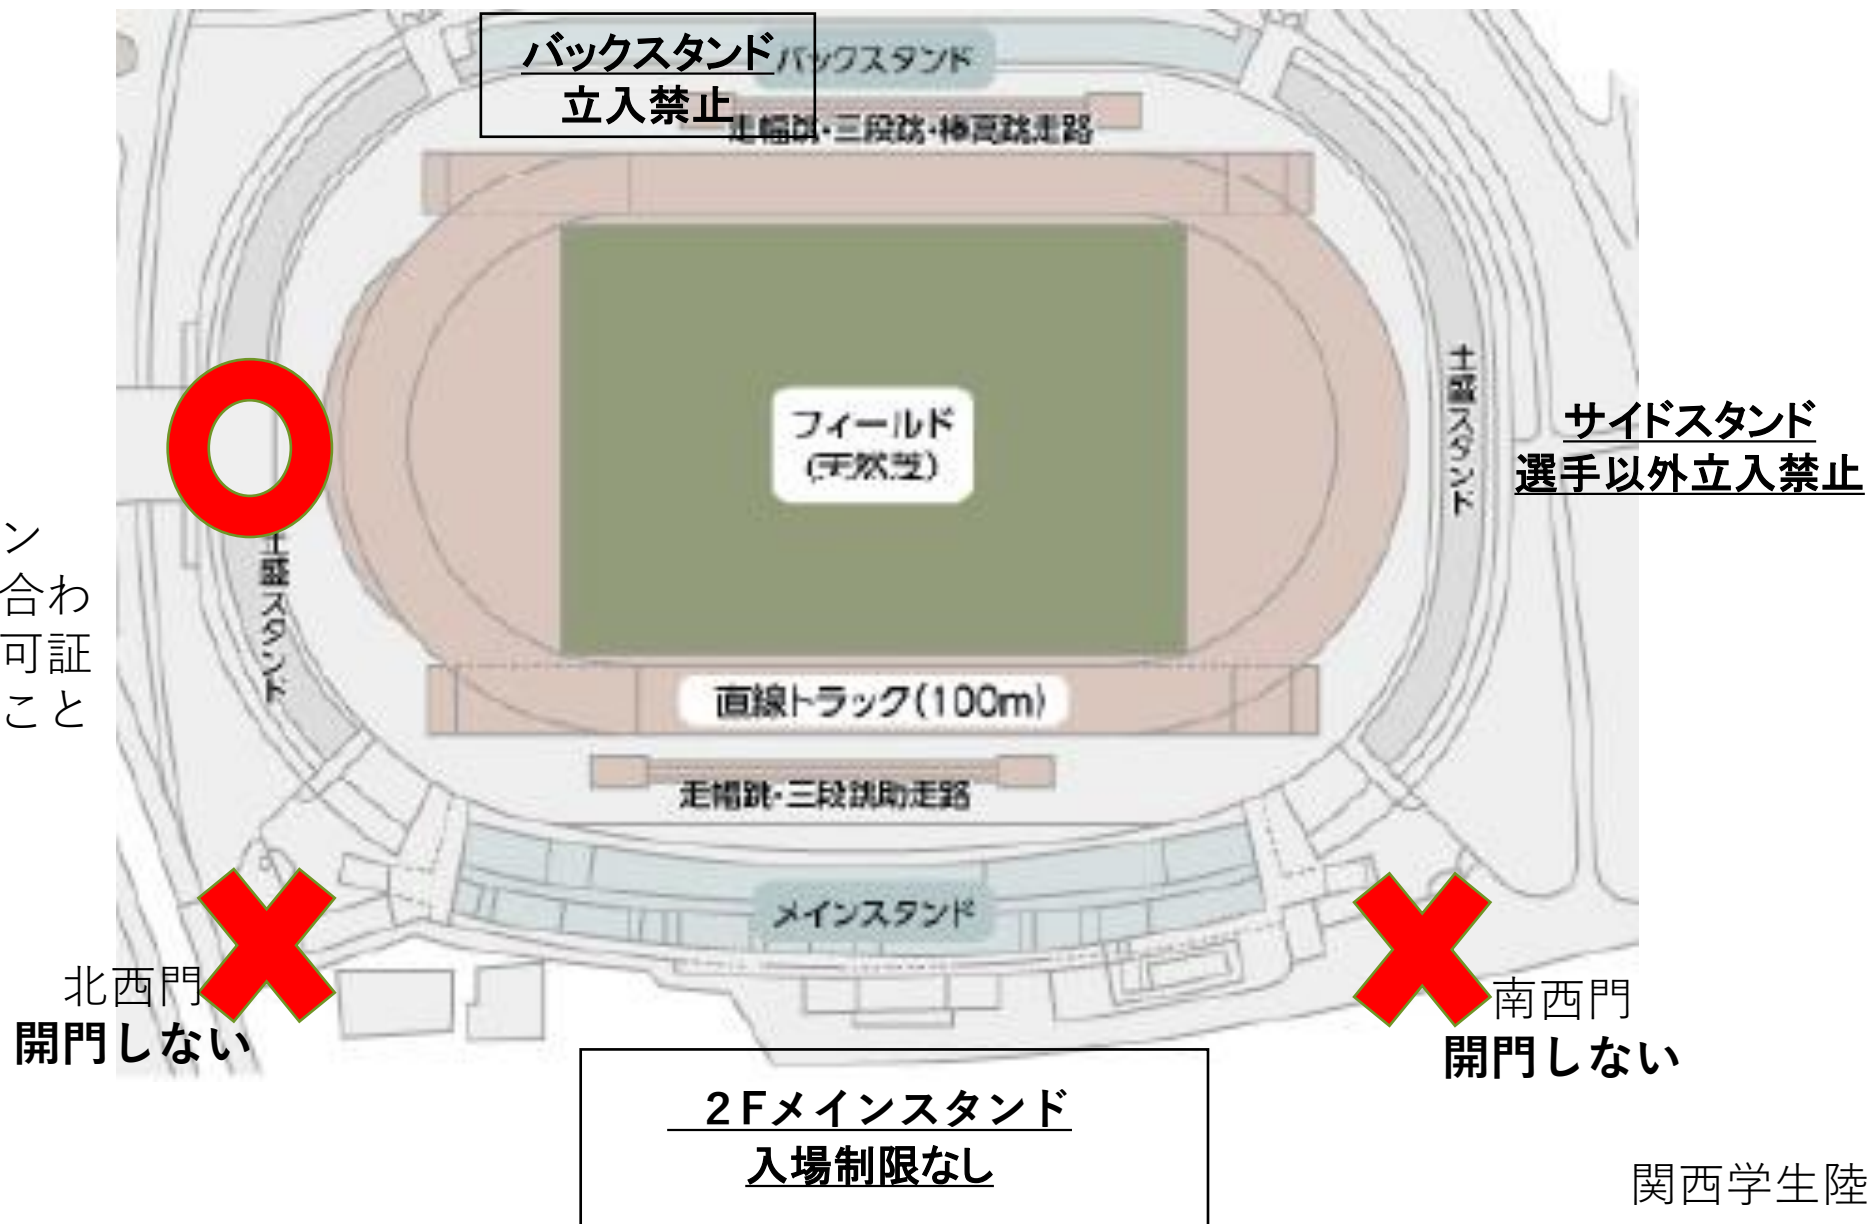 バックスタンド
立入禁止
バックスタンド
走幅跳・三段跳・棒高跳走路
フィールド
(天然芝)
土盛スタンド
サイドスタンド
選手以外立入禁止
ン
合わ
可証
こと
土盛スタンド
直線トラック(100m)
走幅跳・三段跳助走路
メインスタンド
北西門
開門しない
南西門
開門しない
２Fメインスタンド
入場制限なし
関西学生陸